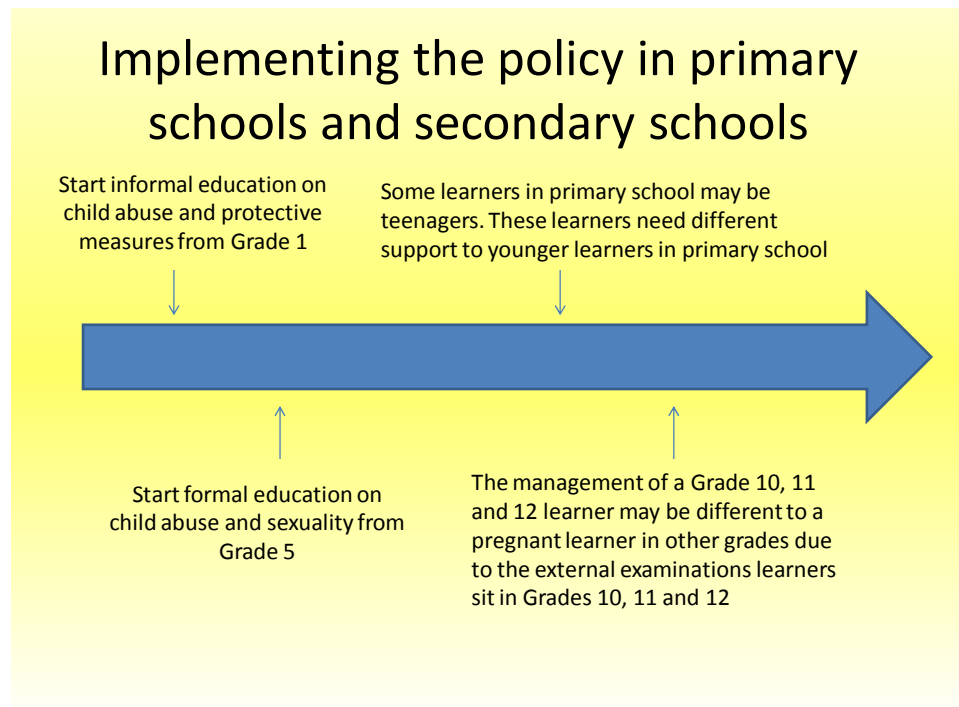 Implementing the policy in primary
schools and secondary schools
Start informal education on
child abuse and protective
measures from Grade 1
Some learners in primary school may be
teenagers. These learners need different
support to younger learners in primary school
Start formal education on
child abuse and sexuality from
Grade 5
The management of a Grade 10, 11
and 12 learner may be different to a
pregnant learner in other grades due
to the external examinations learners
sit in Grades 10, 11 and 12